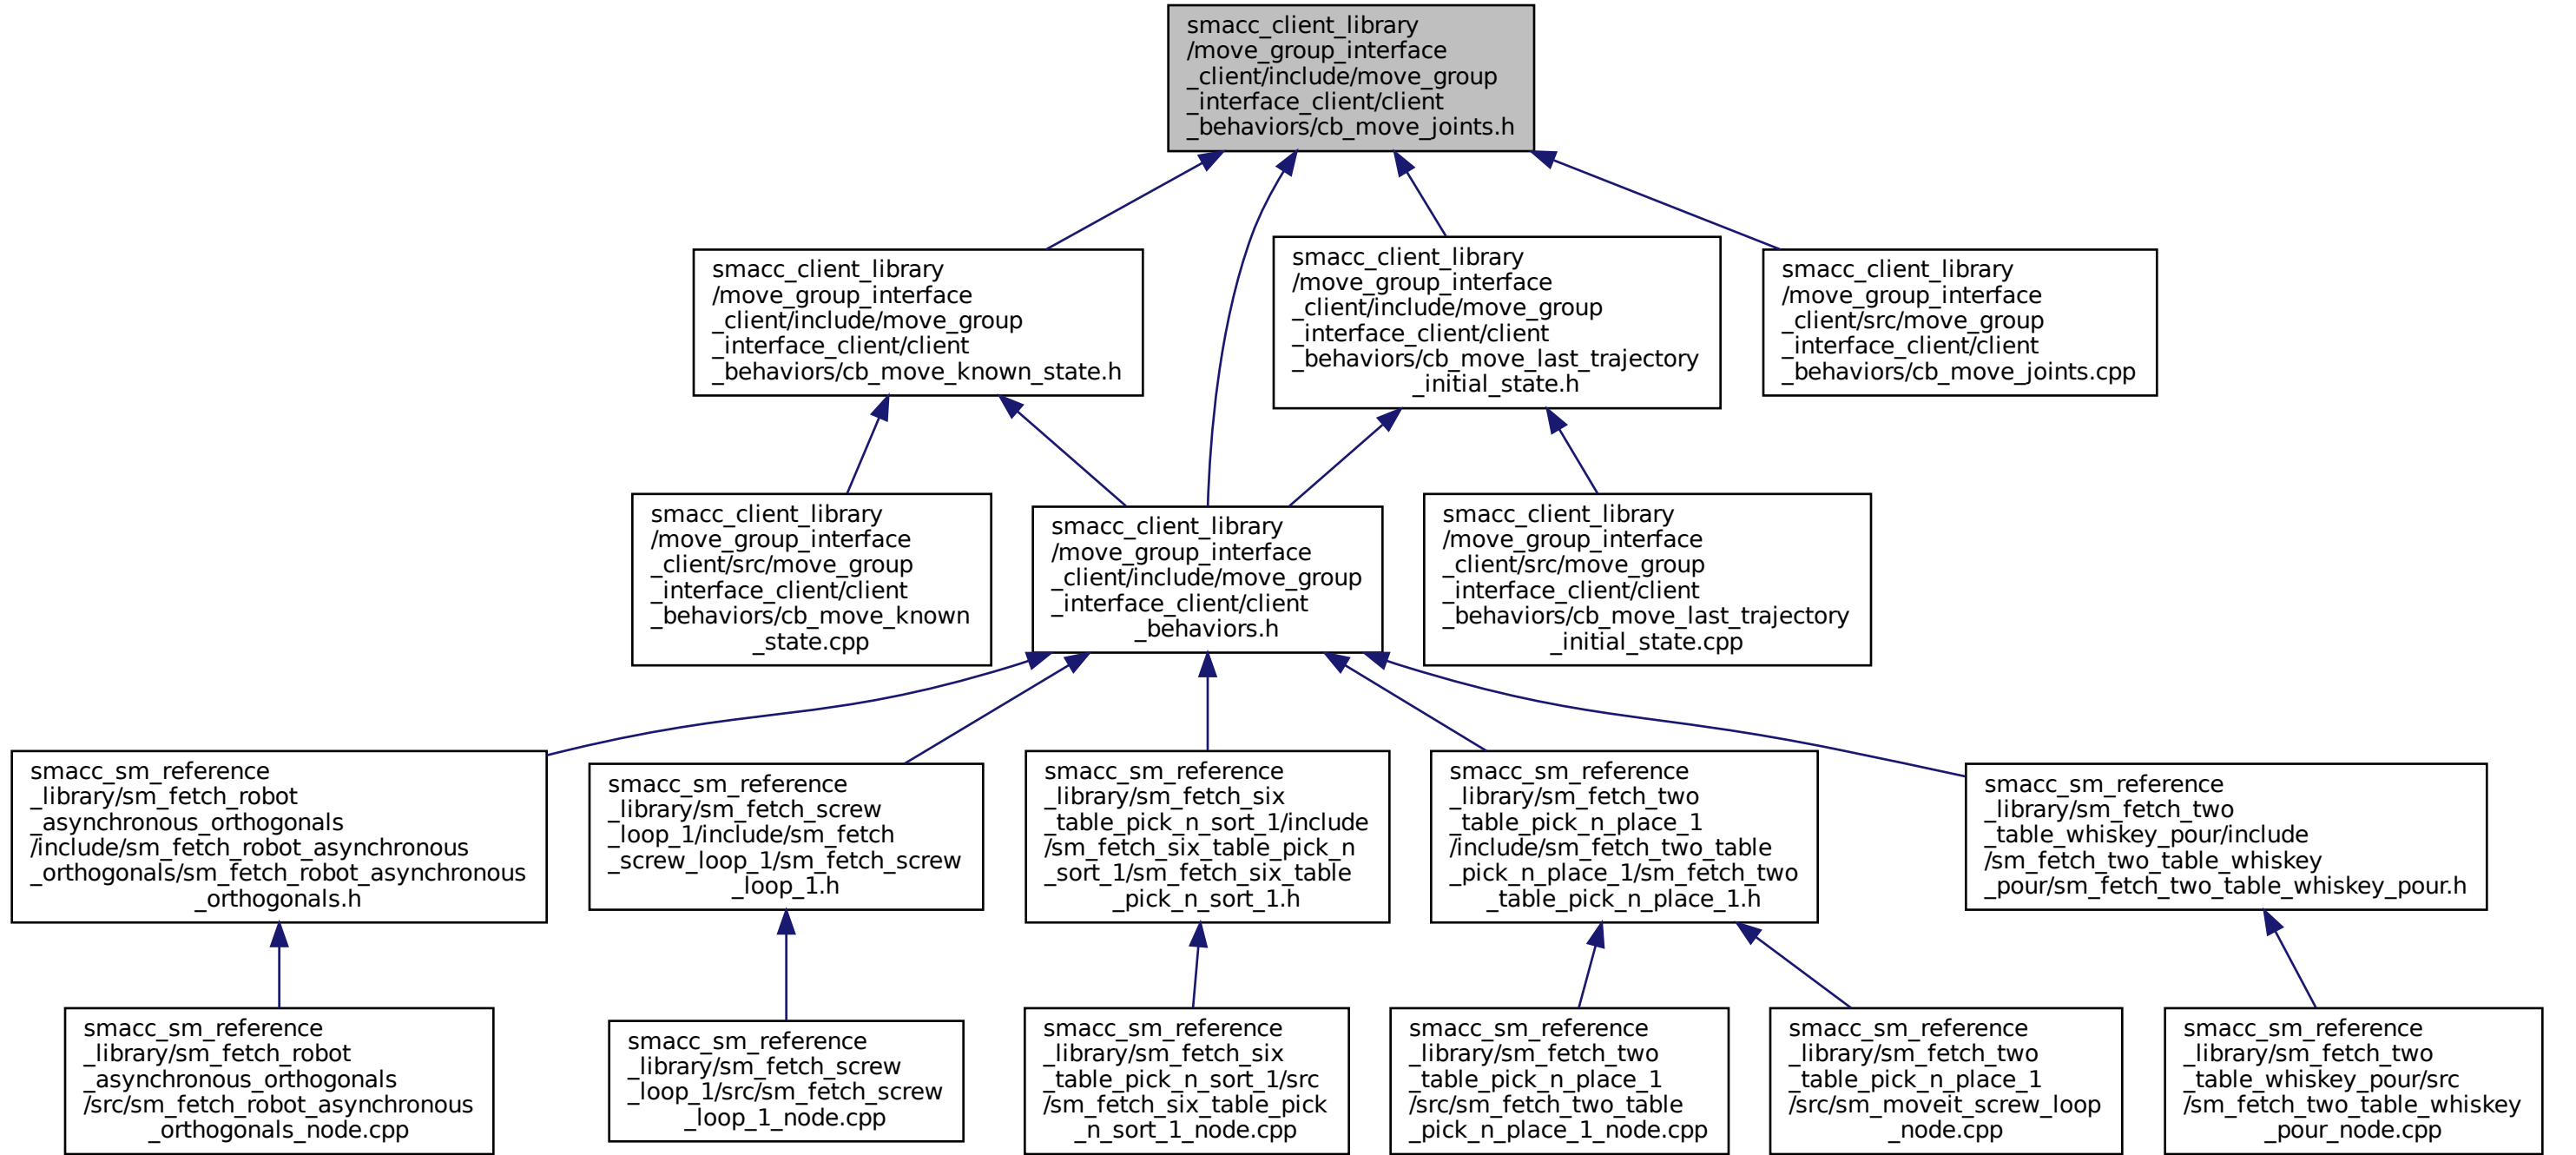 smacc_client_library
/move_group_interface
_client/include/move_group
_interface_client/client
_behaviors/cb_move_joints.h
smacc_client_library
/move_group_interface
_client/include/move_group
_interface_client/client
_behaviors/cb_move_known_state.h
smacc_client_library
/move_group_interface
_client/include/move_group
_interface_client/client
_behaviors/cb_move_last_trajectory
_initial_state.h
smacc_client_library
/move_group_interface
_client/src/move_group
_interface_client/client
_behaviors/cb_move_joints.cpp
smacc_client_library
/move_group_interface
_client/src/move_group
_interface_client/client
_behaviors/cb_move_known
_state.cpp
smacc_client_library
/move_group_interface
_client/include/move_group
_interface_client/client
_behaviors.h
smacc_client_library
/move_group_interface
_client/src/move_group
_interface_client/client
_behaviors/cb_move_last_trajectory
_initial_state.cpp
smacc_sm_reference
_library/sm_fetch_robot
_asynchronous_orthogonals
/include/sm_fetch_robot_asynchronous
_orthogonals/sm_fetch_robot_asynchronous
_orthogonals.h
smacc_sm_reference
_library/sm_fetch_screw
_loop_1/include/sm_fetch
_screw_loop_1/sm_fetch_screw
_loop_1.h
smacc_sm_reference
_library/sm_fetch_six
_table_pick_n_sort_1/include
/sm_fetch_six_table_pick_n
_sort_1/sm_fetch_six_table
_pick_n_sort_1.h
smacc_sm_reference
_library/sm_fetch_two
_table_pick_n_place_1
/include/sm_fetch_two_table
_pick_n_place_1/sm_fetch_two
_table_pick_n_place_1.h
smacc_sm_reference
_library/sm_fetch_two
_table_whiskey_pour/include
/sm_fetch_two_table_whiskey
_pour/sm_fetch_two_table_whiskey_pour.h
smacc_sm_reference
_library/sm_fetch_robot
_asynchronous_orthogonals
/src/sm_fetch_robot_asynchronous
_orthogonals_node.cpp
smacc_sm_reference
_library/sm_fetch_screw
_loop_1/src/sm_fetch_screw
_loop_1_node.cpp
smacc_sm_reference
_library/sm_fetch_six
_table_pick_n_sort_1/src
/sm_fetch_six_table_pick
_n_sort_1_node.cpp
smacc_sm_reference
_library/sm_fetch_two
_table_pick_n_place_1
/src/sm_fetch_two_table
_pick_n_place_1_node.cpp
smacc_sm_reference
_library/sm_fetch_two
_table_pick_n_place_1
/src/sm_moveit_screw_loop
_node.cpp
smacc_sm_reference
_library/sm_fetch_two
_table_whiskey_pour/src
/sm_fetch_two_table_whiskey
_pour_node.cpp